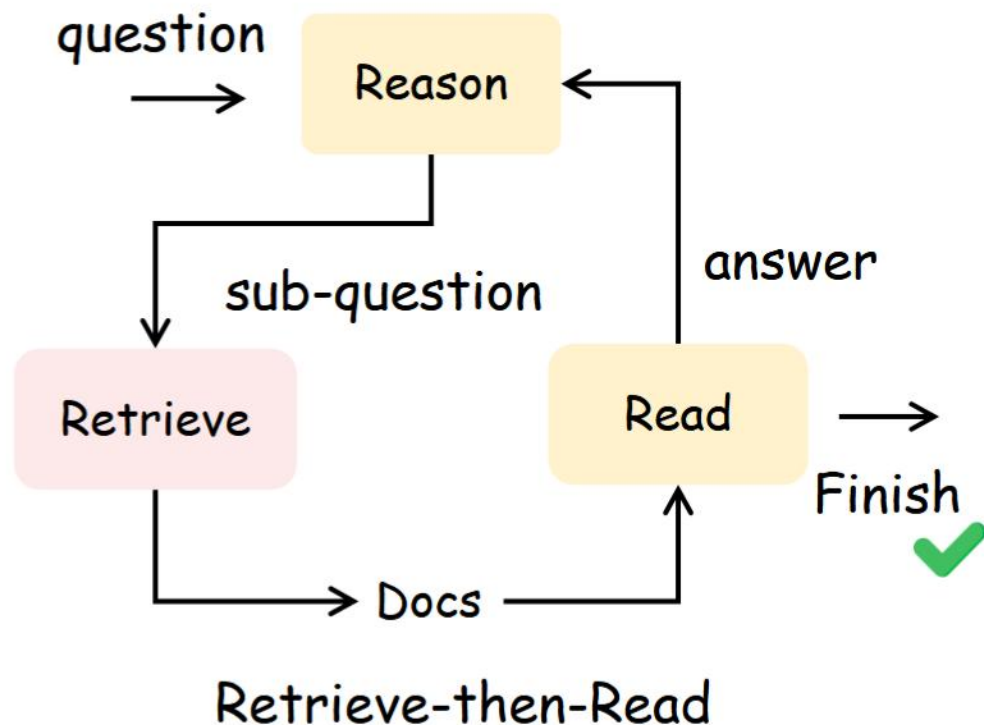 question
Reason
answer
sub-question
Retrieve
Read
Finish
Docs
Retrieve-then-Read